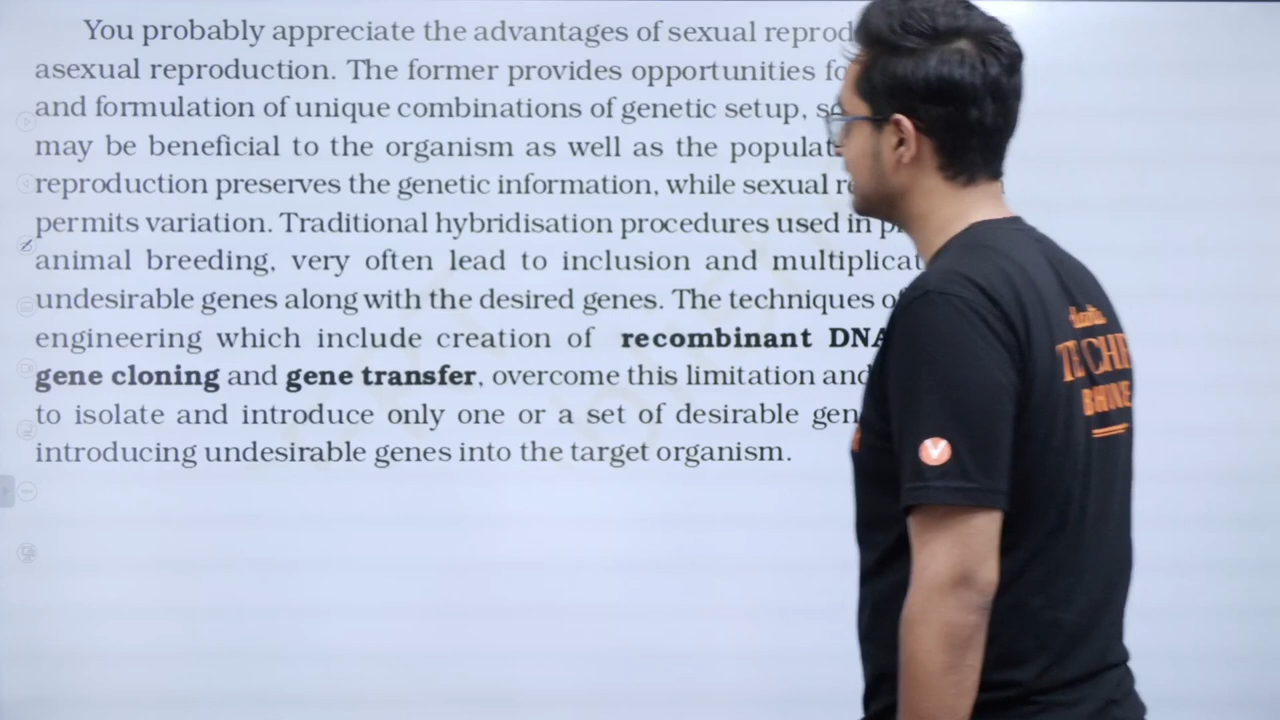 You probably appreciate the advantages of sexual reprod
asexual reproduction. The former provides opportunities fo
and formulation of unique combinations of genetic setup, so
may be beneficial to the organism as well as the populat
reproduction preserves the genetic information, while sexual re
permits variation. Traditional hybridisation procedures used in pl
animal breeding, very often lead to inclusion and multiplicat
undesirable genes along with the desired genes. The techniques of
engineering which include creation of recombinant DNA
gene cloning and gene transfer, overcome this limitation and
to isolate and introduce only one or a set of desirable gen
introducing undesirable genes into the target organism.
V